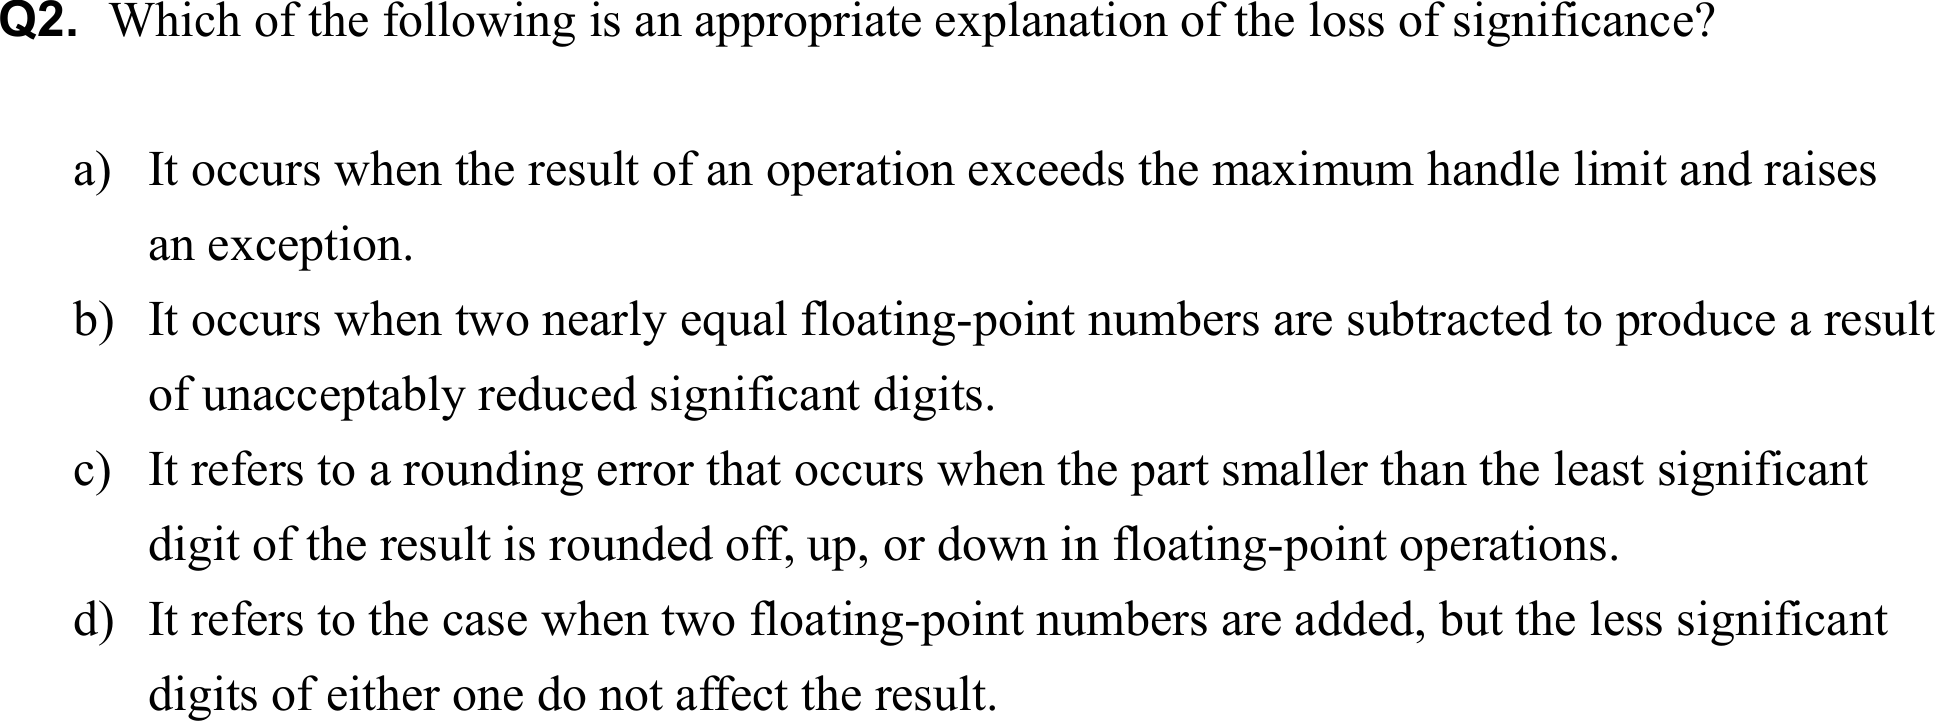 Q2. Which of the following is an appropriate explanation of the loss of significance?
a) It occurs when the result of an operation exceeds the maximum handle limit and raises
an exception.
b) It occurs when two nearly equal floating-point numbers are subtracted to produce a result
of unacceptably reduced significant digits.
c) It refers to a rounding error that occurs when the part smaller than the least significant
digit of the result is rounded off, up, or down in floating-point operations.
d) It refers to the case when two floating-point numbers are added, but the less significant
digits of either one do not affect the result.